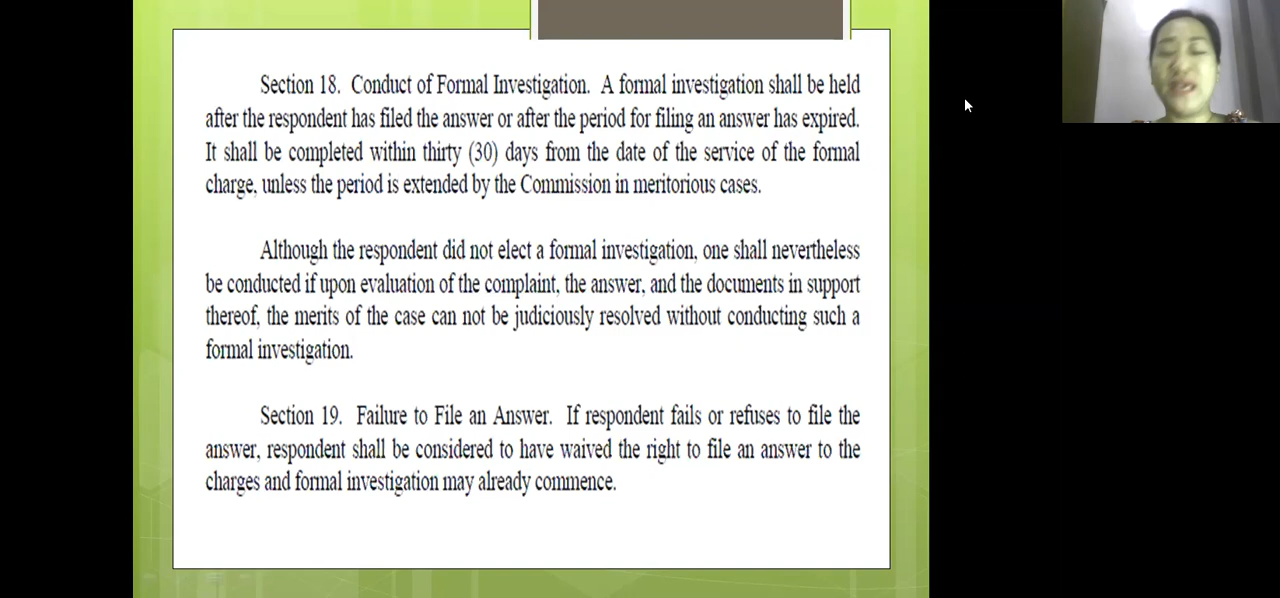 Section 18. Conduct of Formal Investigation. A formal investigation shall be held
after the respondent has filed the answer or after the period for filing an answer has expired.
It shall be completed within thirty (30) days from the date of the service of the formal
charge, unless the period is extended by the Commission in meritorious cases.
Although the respondent did not elect a formal investigation, one shall nevertheless
be conducted if upon evaluation of the complaint, the answer, and the documents in support
thereof, the merits of the case can not be judiciously resolved without conducting such a
formal investigation.
Section 19. Failure to File an Answer. If respondent fails or refuses to file the
answer, respondent shall be considered to have waived the right to file an answer to the
charges and formal investigation may already commence.